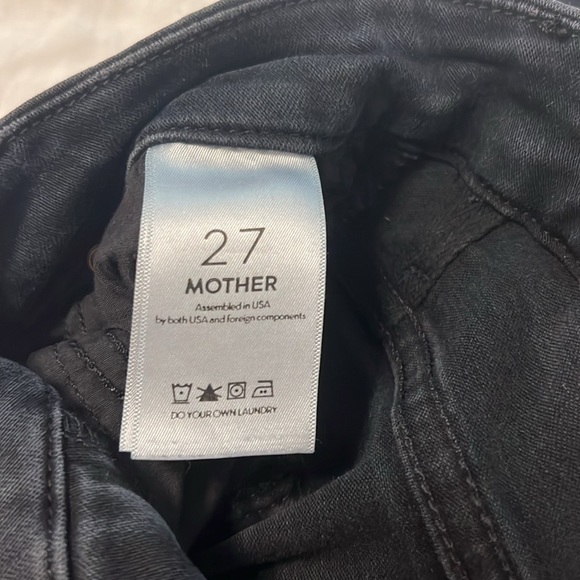 27
MOTHER
Assembled in USA
by both USA and foreign components
DO YOUR OWN LAUNDRY